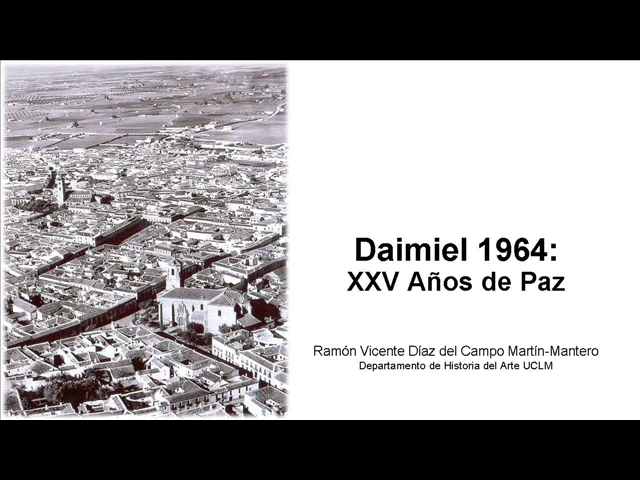 Daimiel 1964:
XXV Años de Paz
Ramón Vicente Díaz del Campo Martín-Mantero
Departamento de Historia del Arte UCLM